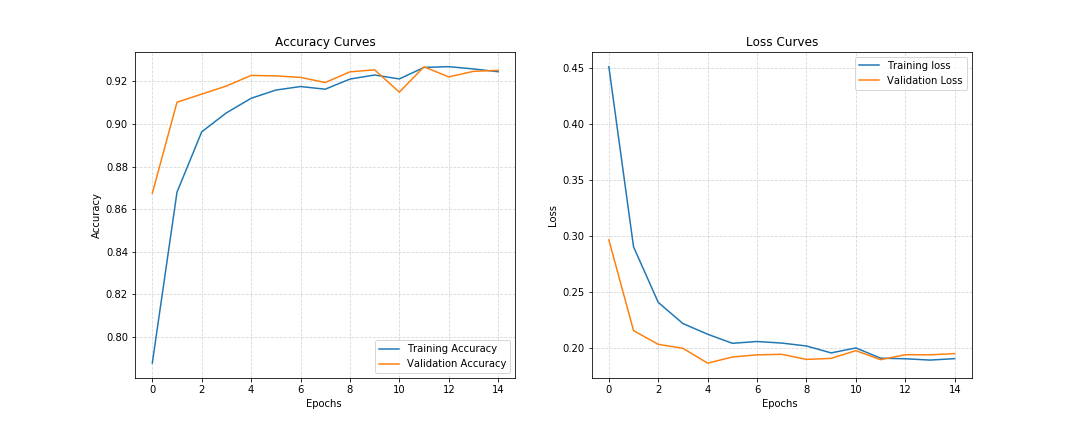 Accuracy Curves
0.92
0.90
0.88
0.86
0.84
0.82
0.80
Accuracy
Training Accuracy
Validation Accuracy
0 2 4 6 8 10 12 14
Epochs
Loss Curves
Training loss
Validation Loss
0.45
0.40
0.35
0.30
0.25
0.20
Loss
0 2 4 6 8 10 12 14
Epochs